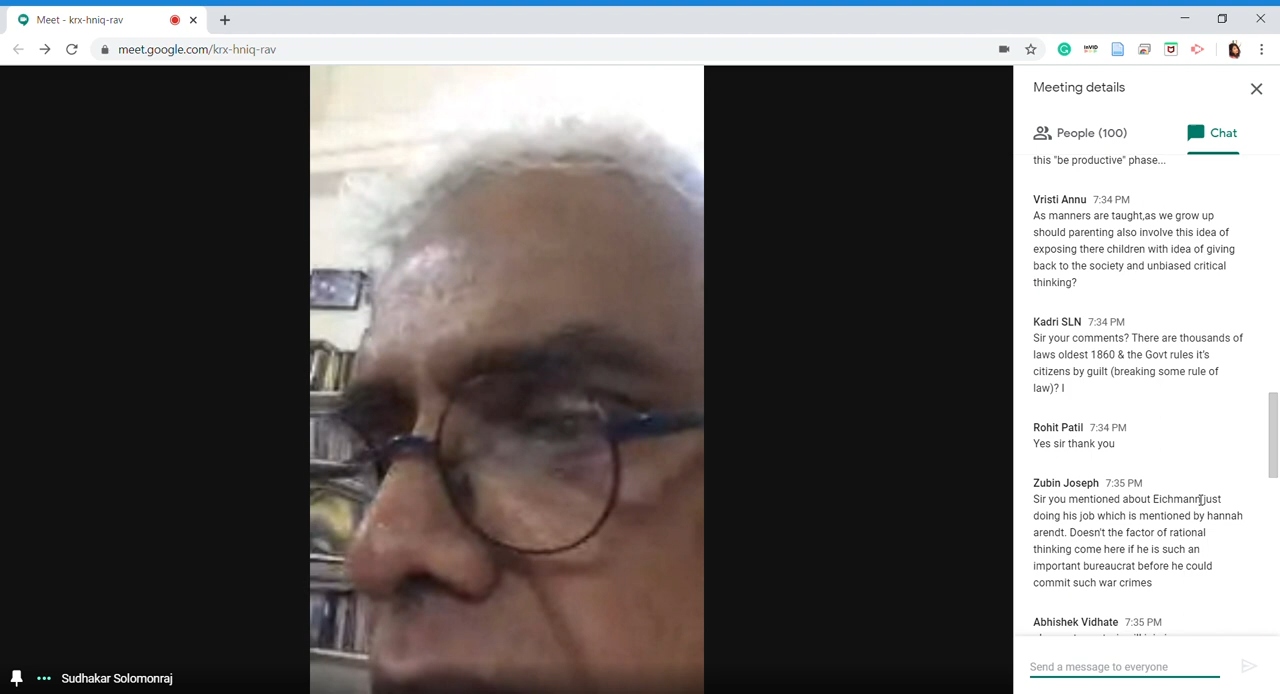 Meet - krx-hniq-rav
meet.google.com/krx-hniq-rav
InVID
Meeting details
People (100)
Chat
this "be productive" phase...
Vristi Annu 7:34 PM
As manners are taught,as we grow up
should parenting also involve this idea of
exposing there children with idea of giving
back to the society and unbiased critical
thinking?
Kadri SLN 7:34 PM
Sir your comments? There are thousands of
laws oldest 1860 & the Govt rules it's
citizens by guilt (breaking some rule of
law)? I
Rohit Patil 7:34 PM
Yes sir thank you
Zubin Joseph 7:35 PM
Sir you mentioned about Eichmann just
doing his job which is mentioned by hannah
arendt. Doesn't the factor of rational
thinking come here if he is such an
important bureaucrat before he could
commit such war crimes
Abhishek Vidhate 7:35 PM
Send a message to everyone
Sudhakar Solomonraj